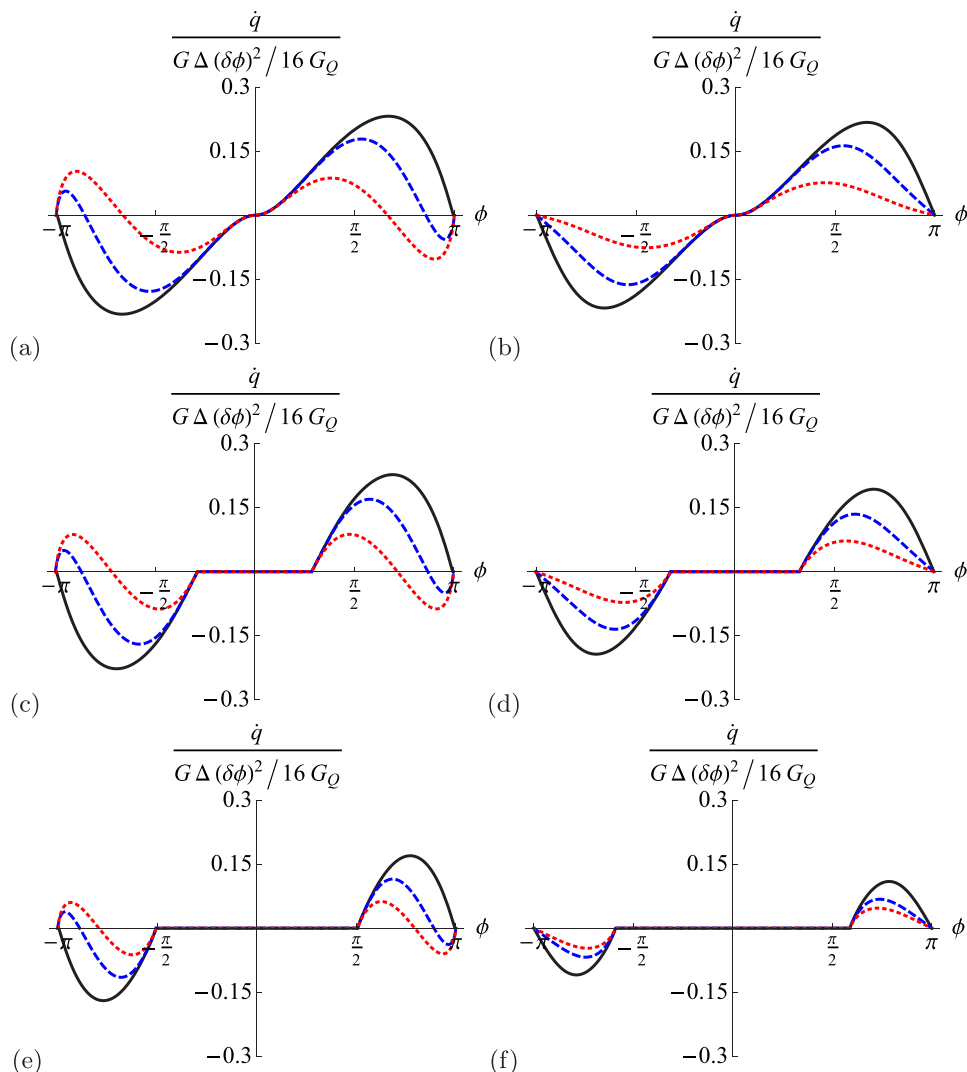 q̇ / G Δ (δϕ)² / 16 G_Q    q̇ / G Δ (δϕ)² / 16 G_Q
0.3    0.3
0.15    0.15
−π    −π/2    π/2    π    ϕ    −π    −π/2    π/2    π    ϕ
−0.15    −0.15
(a)    −0.3    (b)    −0.3
q̇ / G Δ (δϕ)² / 16 G_Q    q̇ / G Δ (δϕ)² / 16 G_Q
0.3    0.3
0.15    0.15
−π    −π/2    π/2    π    ϕ    −π    −π/2    π/2    π    ϕ
−0.15    −0.15
(c)    −0.3    (d)    −0.3
q̇ / G Δ (δϕ)² / 16 G_Q    q̇ / G Δ (δϕ)² / 16 G_Q
0.3    0.3
0.15    0.15
−π    −π/2    π/2    π    ϕ    −π    −π/2    π/2    π    ϕ
−0.15    −0.15
(e)    −0.3    (f)    −0.3